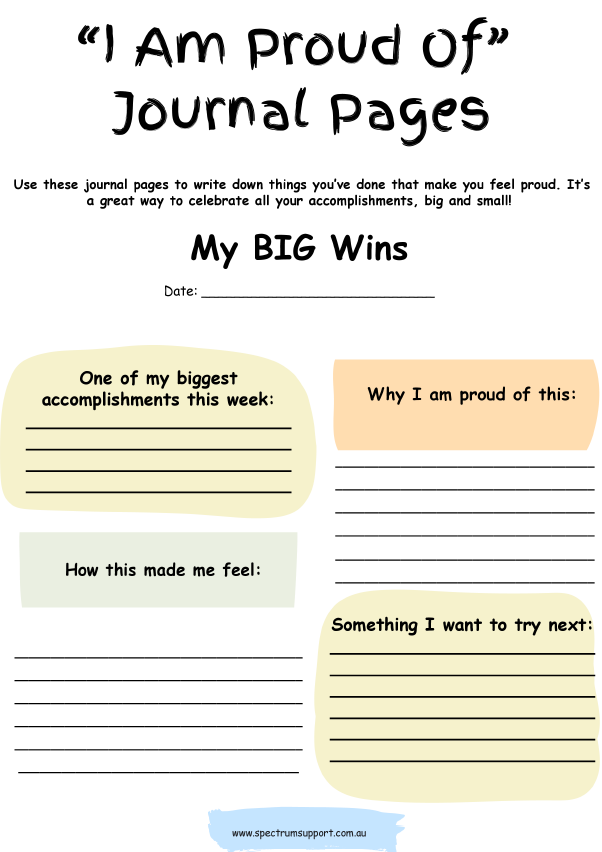 “I Am Proud Of”
Journal Pages
Use these journal pages to write down things you’ve done that make you feel proud. It’s
a great way to celebrate all your accomplishments, big and small!
My BIG Wins
Date: ______________________________
One of my biggest
accomplishments this week:
Why I am proud of this:
How this made me feel:
Something I want to try next:
www.spectrumsupport.com.au